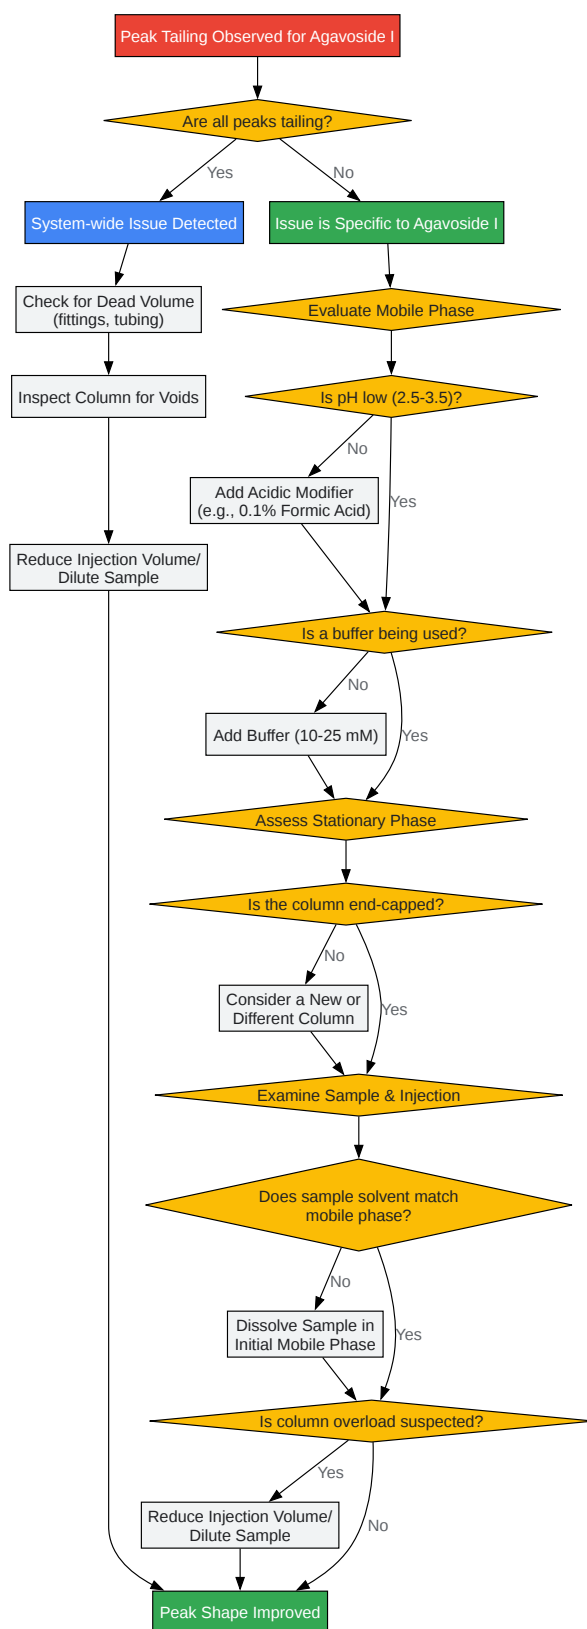 Peak Tailing Observed for Agavoside I
Are all peaks tailing?
Yes
No
System-wide Issue Detected
Issue is Specific to Agavoside I
Check for Dead Volume
(fittings, tubing)
Evaluate Mobile Phase
Inspect Column for Voids
Is pH low (2.5-3.5)?
No
Add Acidic Modifier
(e.g., 0.1% Formic Acid)
Yes
Reduce Injection Volume/
Dilute Sample
Is a buffer being used?
No
Add Buffer (10-25 mM)
Yes
Assess Stationary Phase
Is the column end-capped?
No
Consider a New or
Different Column
Yes
Examine Sample & Injection
Does sample solvent match
mobile phase?
No
Dissolve Sample in
Initial Mobile Phase
Yes
Is column overload suspected?
Yes
Reduce Injection Volume/
Dilute Sample
No
Peak Shape Improved